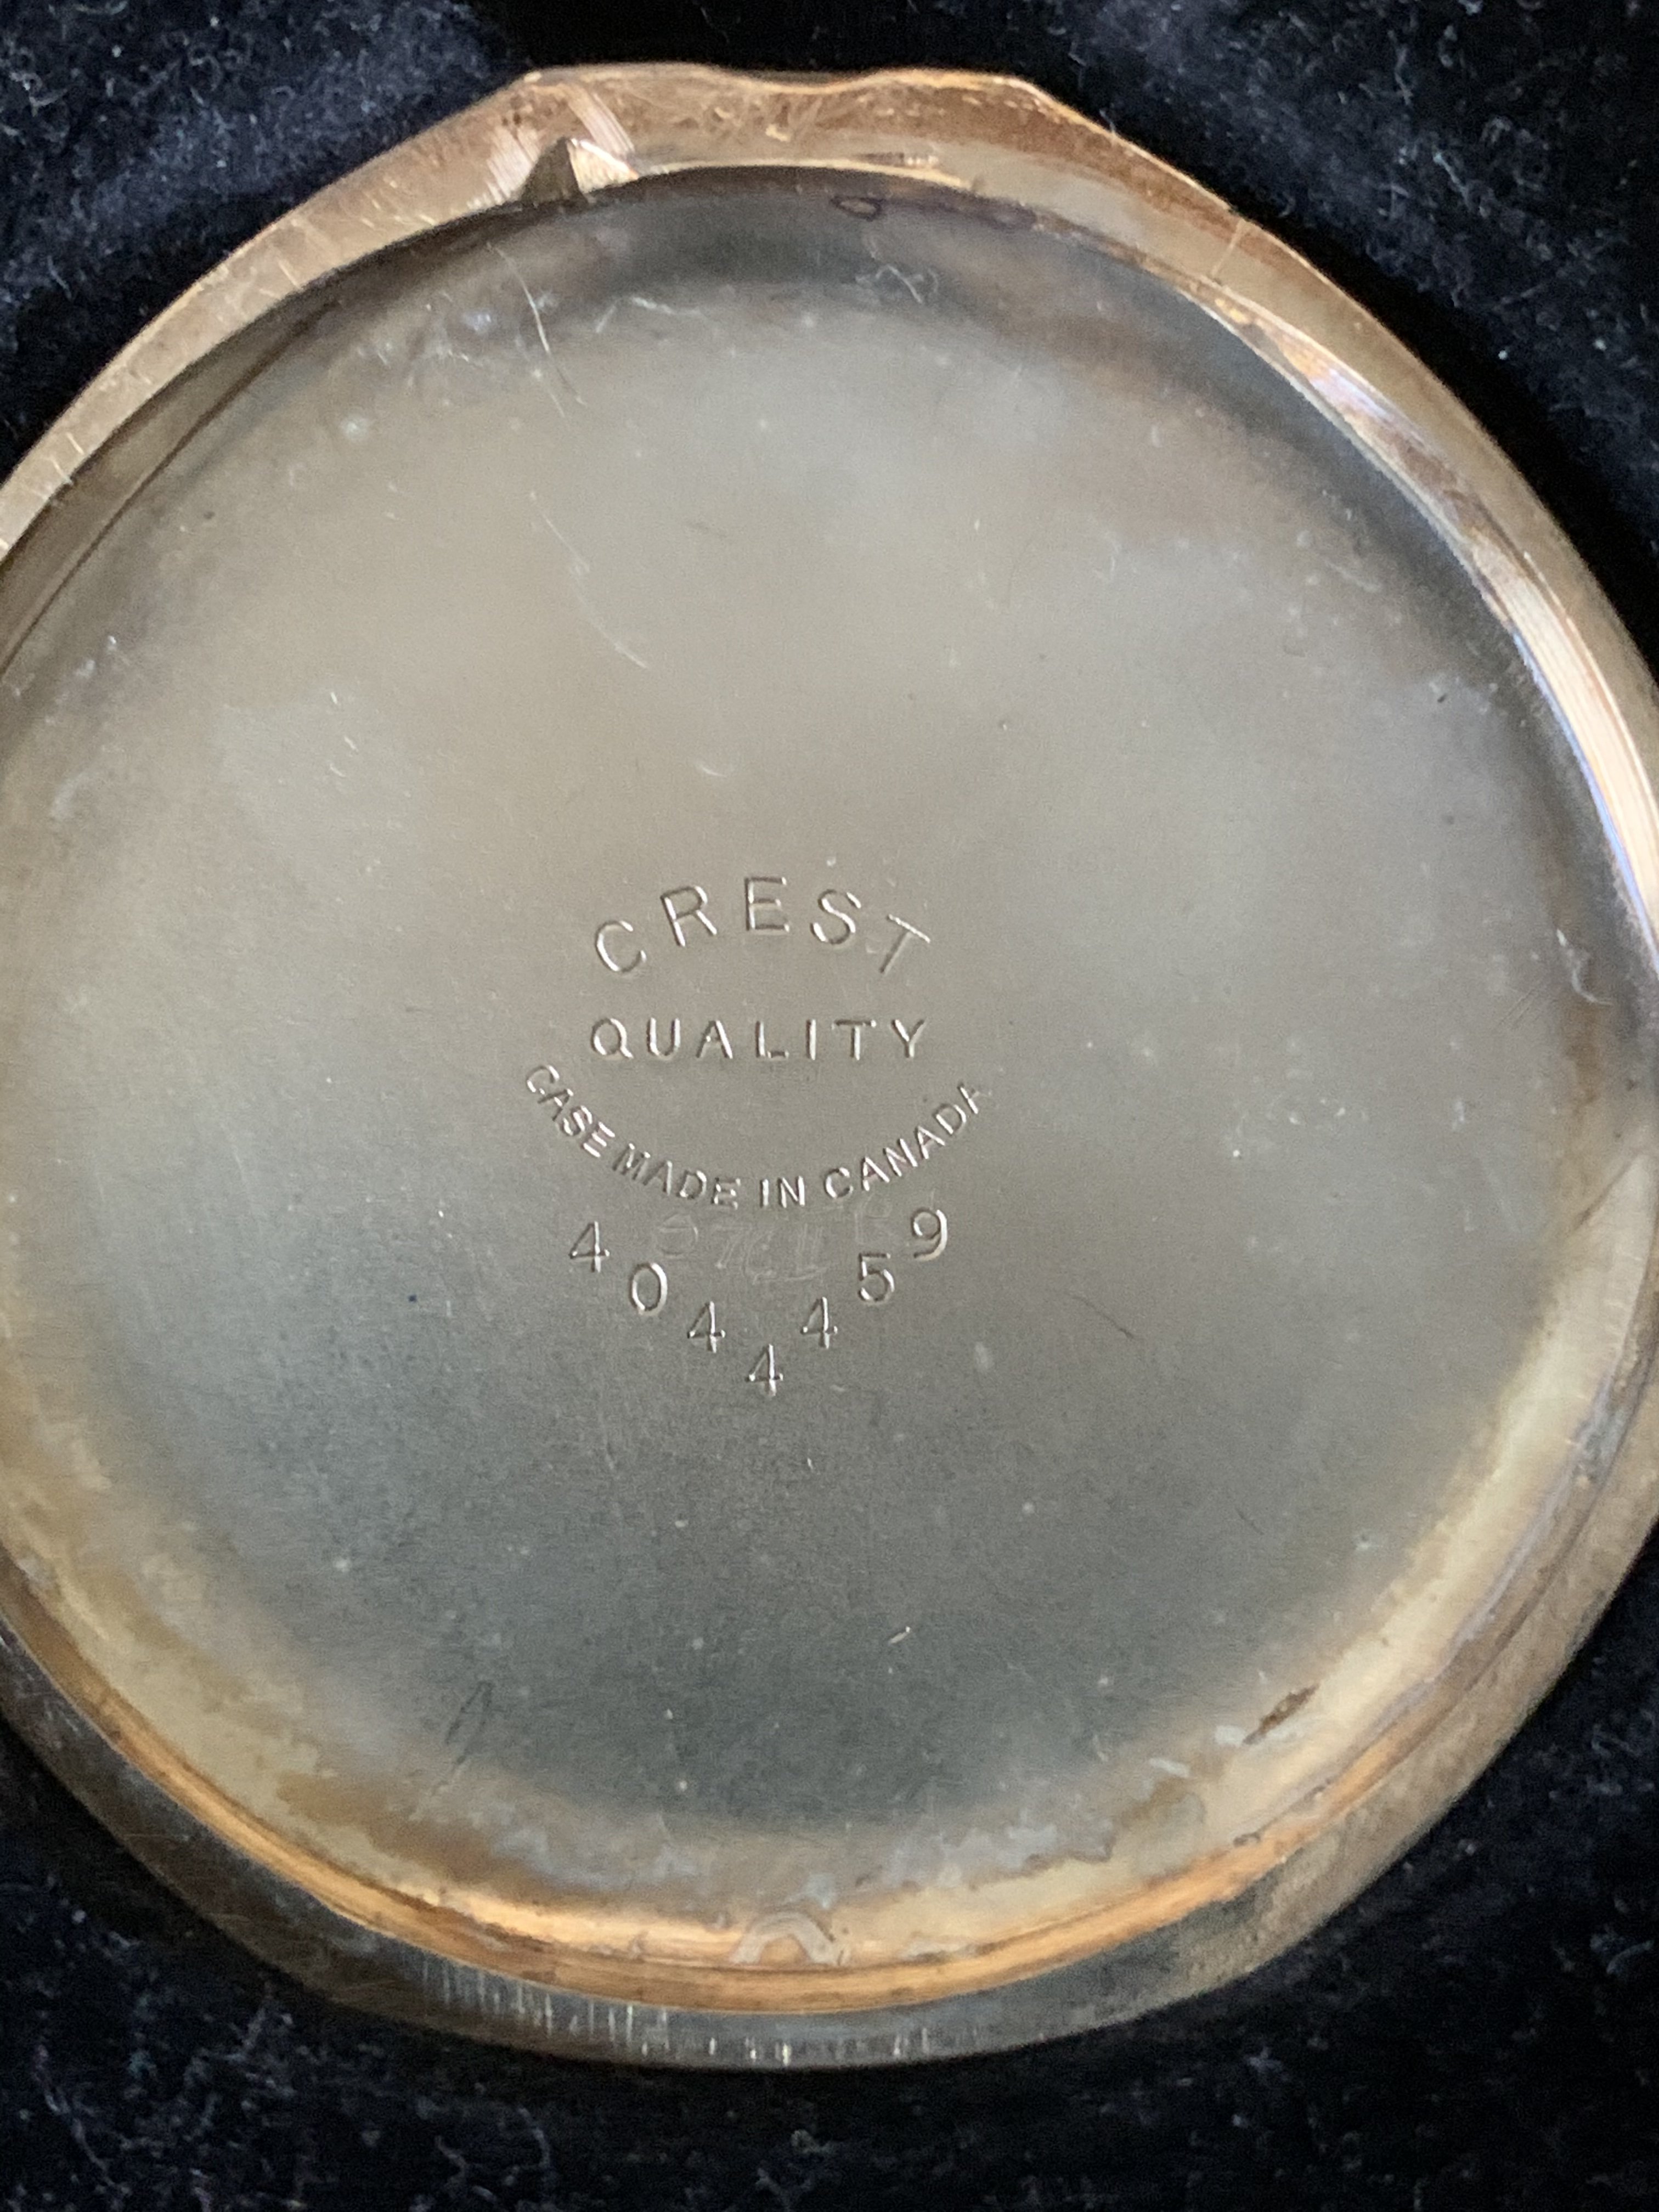 CREST
QUALITY
CASE MADE IN CANADA
4044459